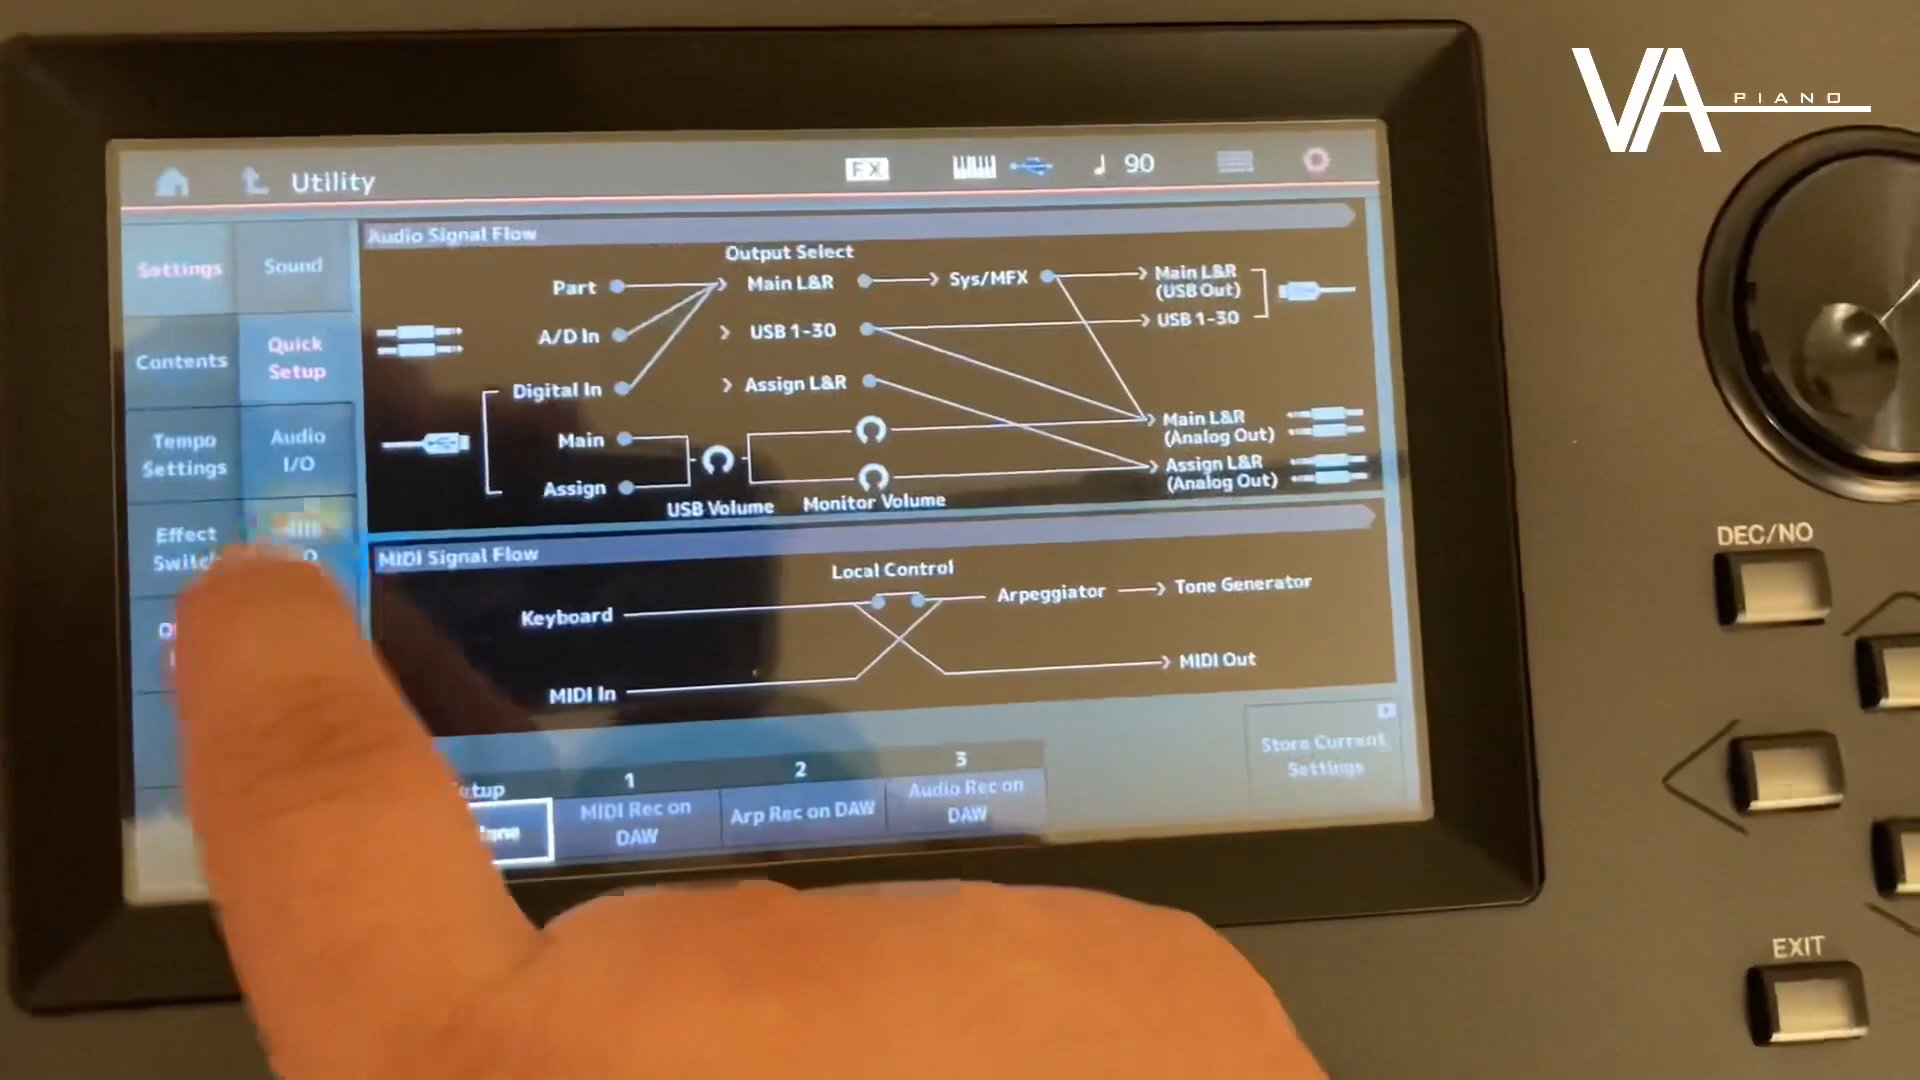 VA PIANO
Utility
FX
90
Settings
Sound
Contents
Quick
Setup
Tempo
Settings
Audio
I/O
Effect
Audio Signal Flow
Output Select
Part
Main L&R
Sys/MFX
Main L&R
(USB Out)
A/D In
USB 1-30
USB 1-30
Digital In
Assign L&R
Main
Main L&R
(Analog Out)
Assign
Assign L&R
(Analog Out)
USB Volume
Monitor Volume
MIDI Signal Flow
Local Control
Keyboard
Arpeggiator
Tone Generator
MIDI In
MIDI Out
1
MIDI Rec on
DAW
2
Arp Rec on DAW
3
Audio Rec on
DAW
Store Current
Settings
DEC/NO
EXIT